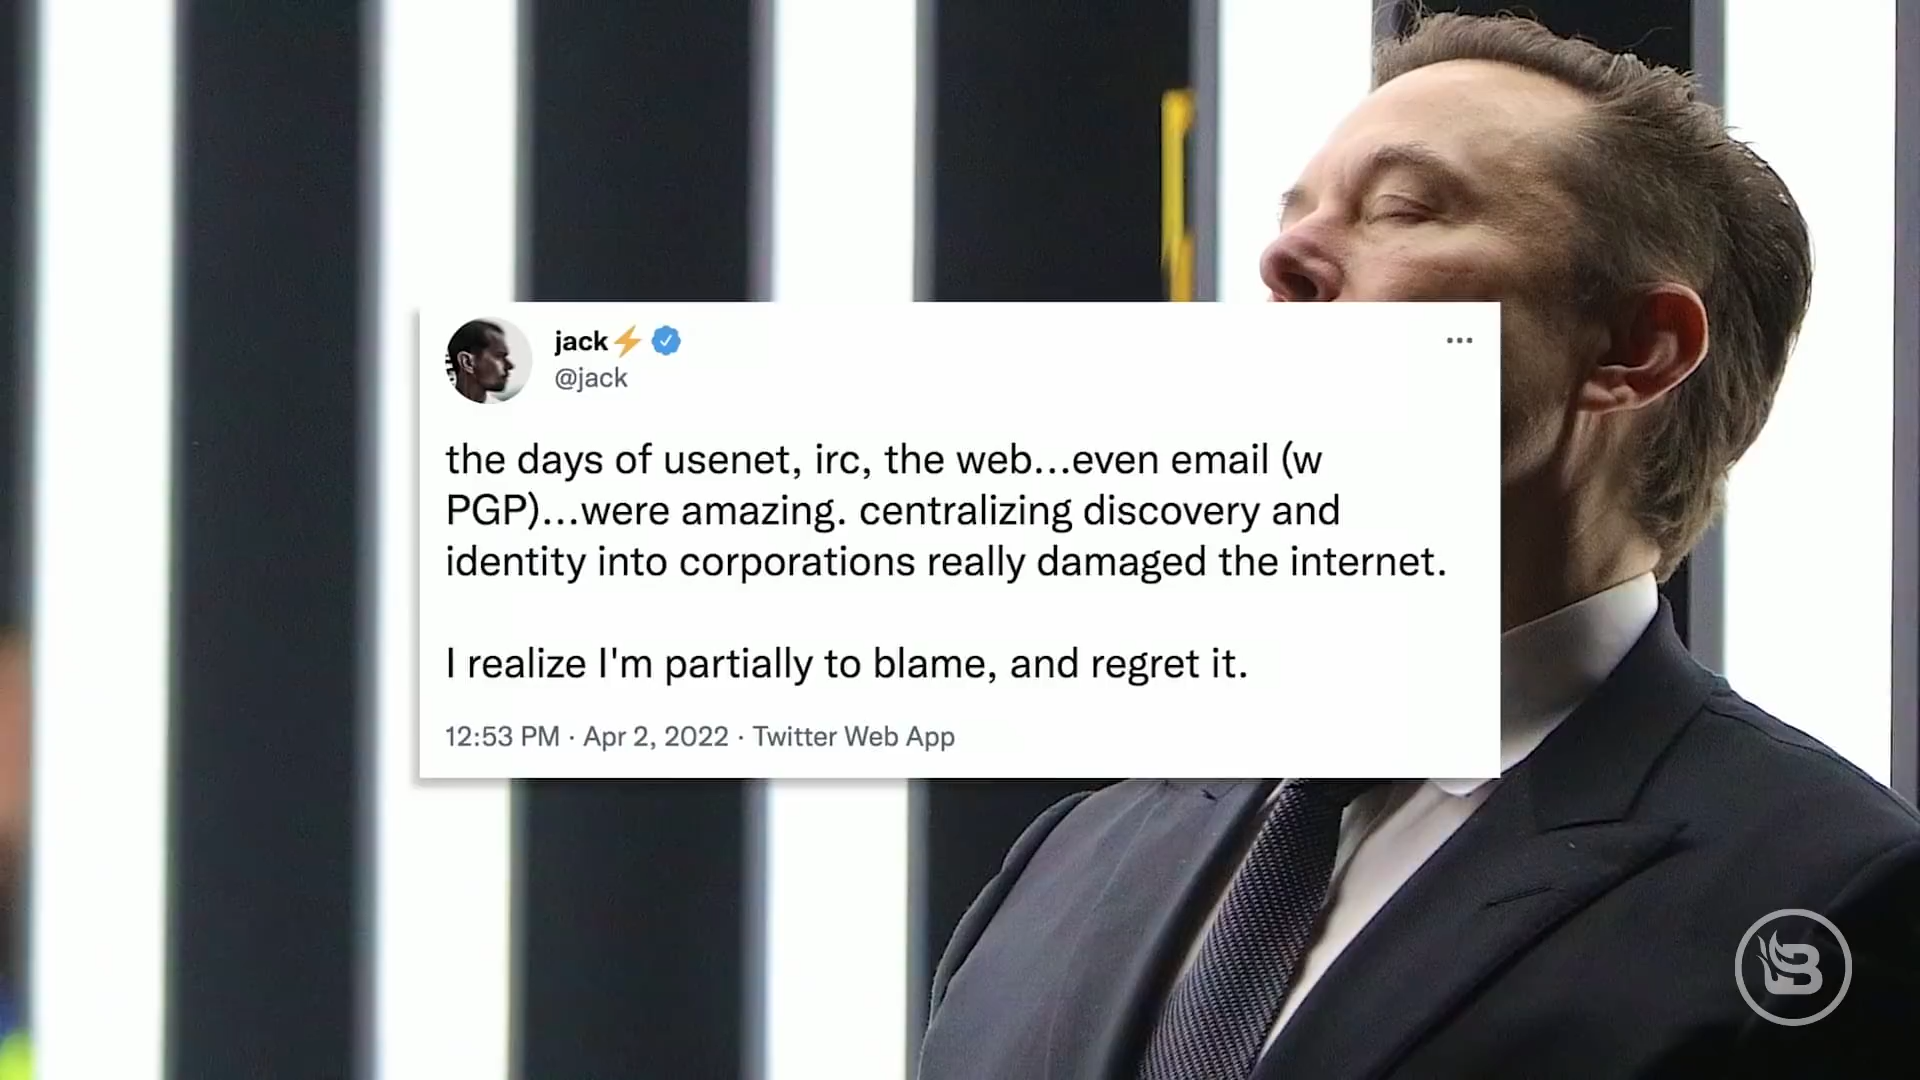 jack⚡
@jack
the days of usenet, irc, the web...even email (w
PGP)...were amazing. centralizing discovery and
identity into corporations really damaged the internet.
I realize I'm partially to blame, and regret it.
12:53 PM · Apr 2, 2022 · Twitter Web App
B